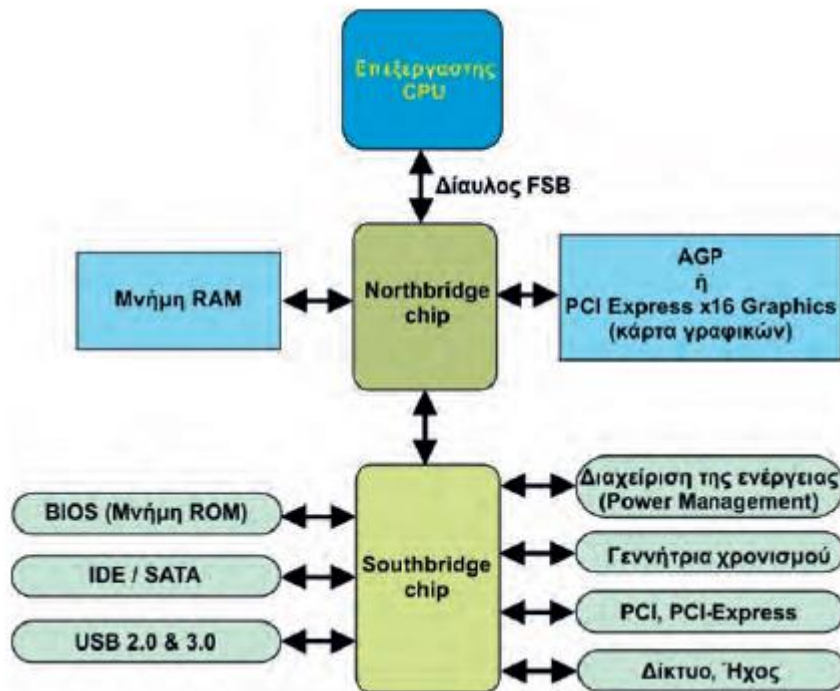 Επεξεργαστής
CPU
Δίαυλος FSB
Μνήμη RAM
Northbridge
chip
AGP
ή
PCI Express x16 Graphics
(κάρτα γραφικών)
BIOS (Μνήμη ROM)
IDE / SATA
USB 2.0 & 3.0
Southbridge
chip
Διαχείριση της ενέργειας
(Power Management)
Γεννήτρια χρονισμού
PCI, PCI-Express
Δίκτυο, Ήχος